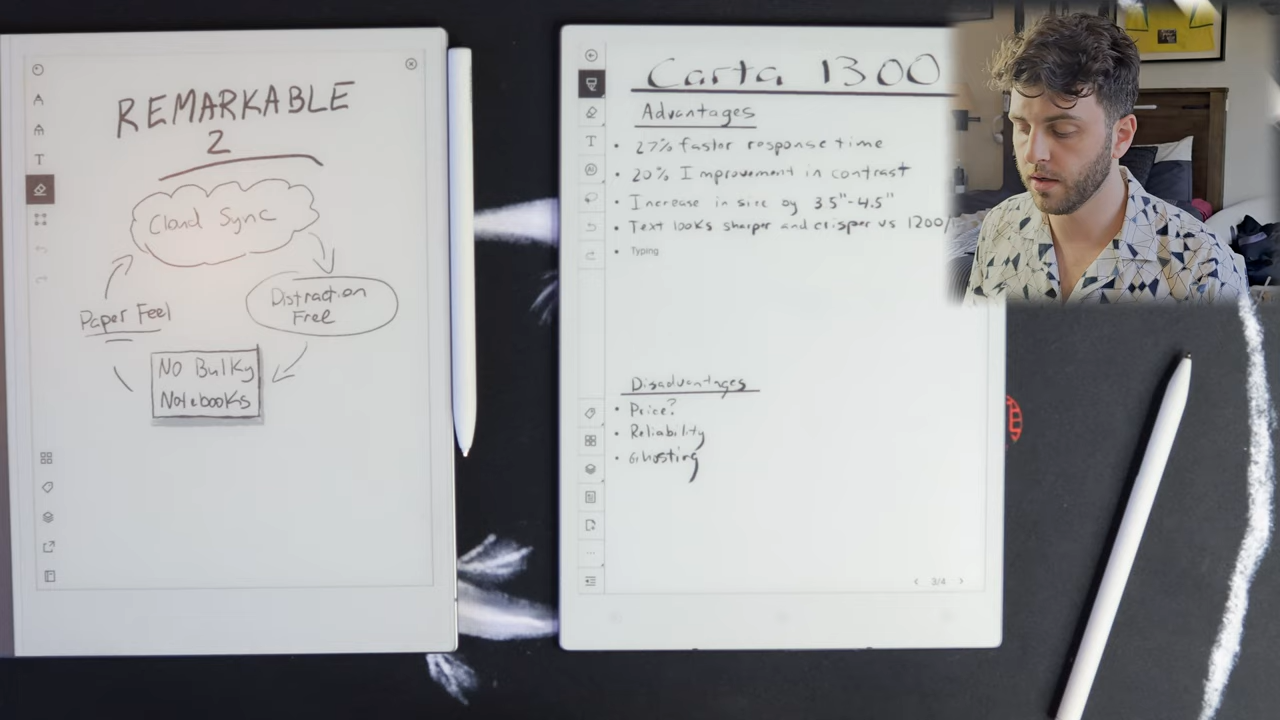 REMARKABLE
2
Cloud Sync
Distraction
Free
Paper Feel
No Bulky
Notebooks
T
Carta 1300
Advantages
• 27% faster response time
• 20% Improvement in contrast
• Increase in size by 3.5"-4.5"
• Text looks sharper and crisper vs 1200/
• Typing
Disadvantages
• Price?
• Reliability
• Ghosting
T
3/4